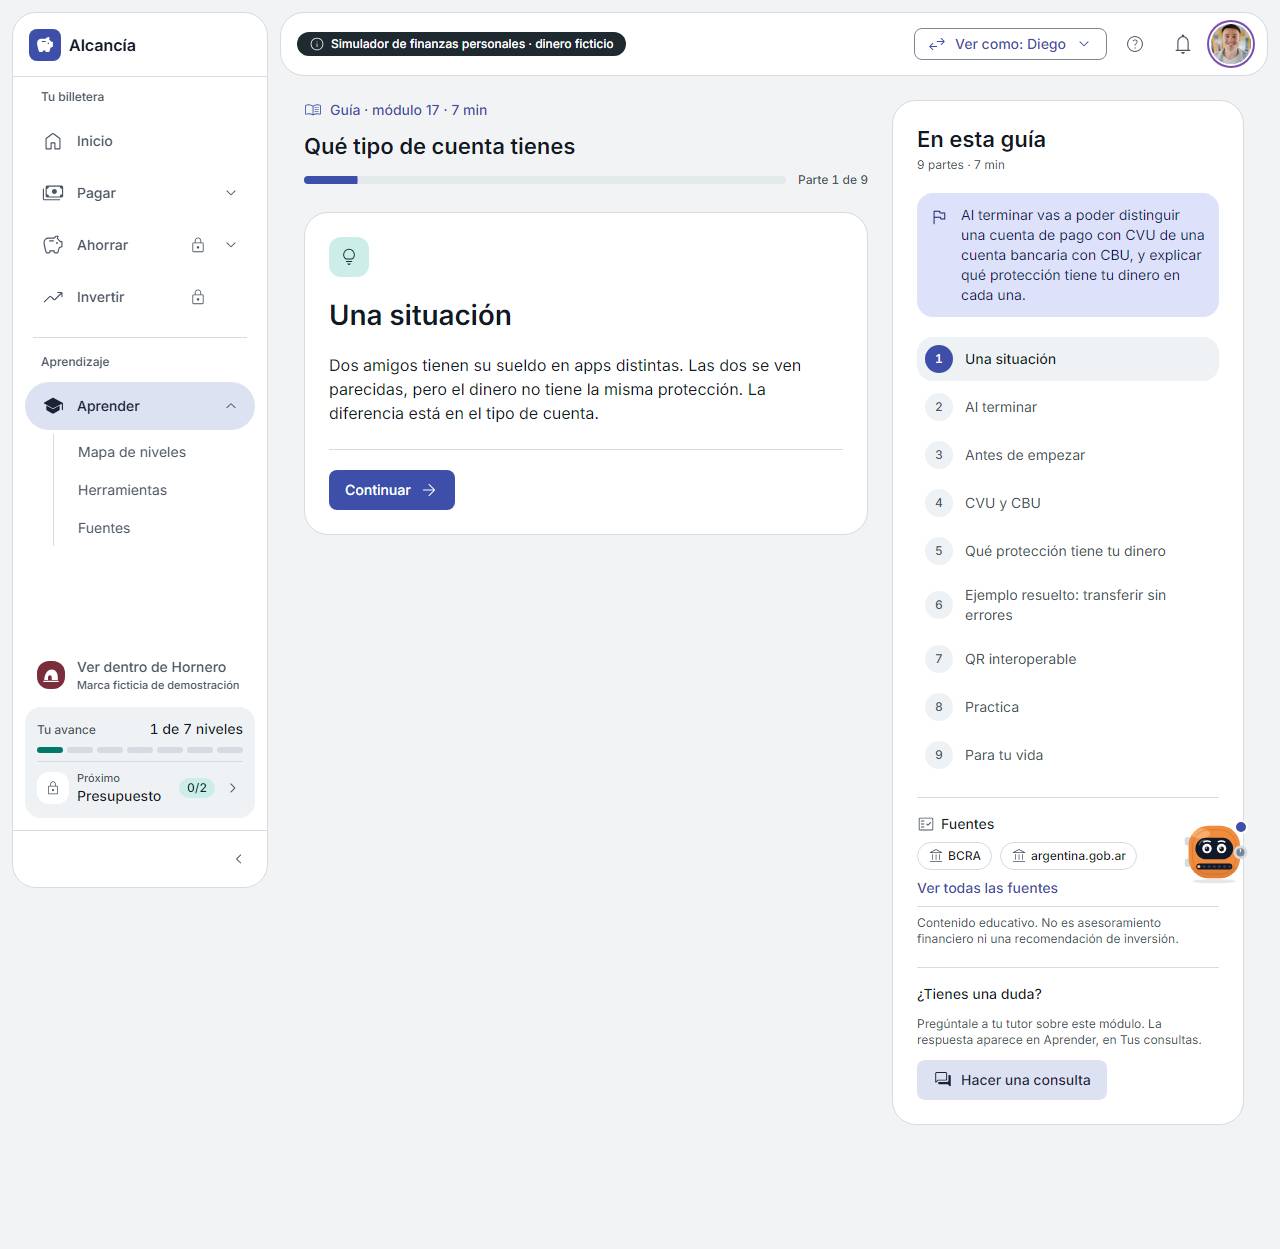 Alcancía
Tu billetera
Inicio
Pagar
Ahorrar
Invertir
Aprendizaje
Aprender
Mapa de niveles
Herramientas
Fuentes
Ver dentro de Hornero
Marca ficticia de demostración
Tu avance
1 de 7 niveles
Próximo
Presupuesto
0/2
Simulador de finanzas personales · dinero ficticio
Ver como: Diego
Guía · módulo 17 · 7 min
Qué tipo de cuenta tienes
Parte 1 de 9
Una situación
Dos amigos tienen su sueldo en apps distintas. Las dos se ven
parecidas, pero el dinero no tiene la misma protección. La
diferencia está en el tipo de cuenta.
Continuar
En esta guía
9 partes · 7 min
Al terminar vas a poder distinguir
una cuenta de pago con CVU de una
cuenta bancaria con CBU, y explicar
qué protección tiene tu dinero en
cada una.
1 Una situación
2 Al terminar
3 Antes de empezar
4 CVU y CBU
5 Qué protección tiene tu dinero
6 Ejemplo resuelto: transferir sin
errores
7 QR interoperable
8 Practica
9 Para tu vida
Fuentes
BCRA
argentina.gob.ar
Ver todas las fuentes
Contenido educativo. No es asesoramiento
financiero ni una recomendación de inversión.
¿Tienes una duda?
Pregúntale a tu tutor sobre este módulo. La
respuesta aparece en Aprender, en Tus consultas.
Hacer una consulta